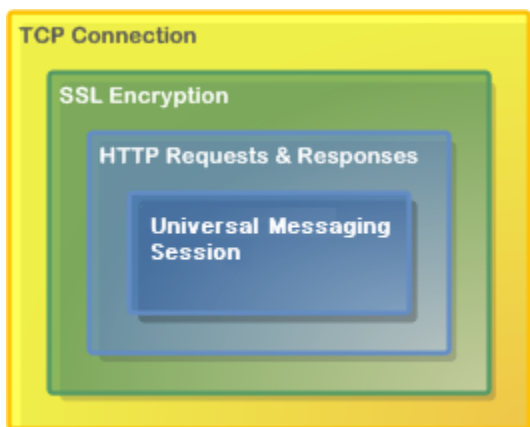 TCP Connection
SSL Encryption
HTTP Requests & Responses
Universal Messaging
Session